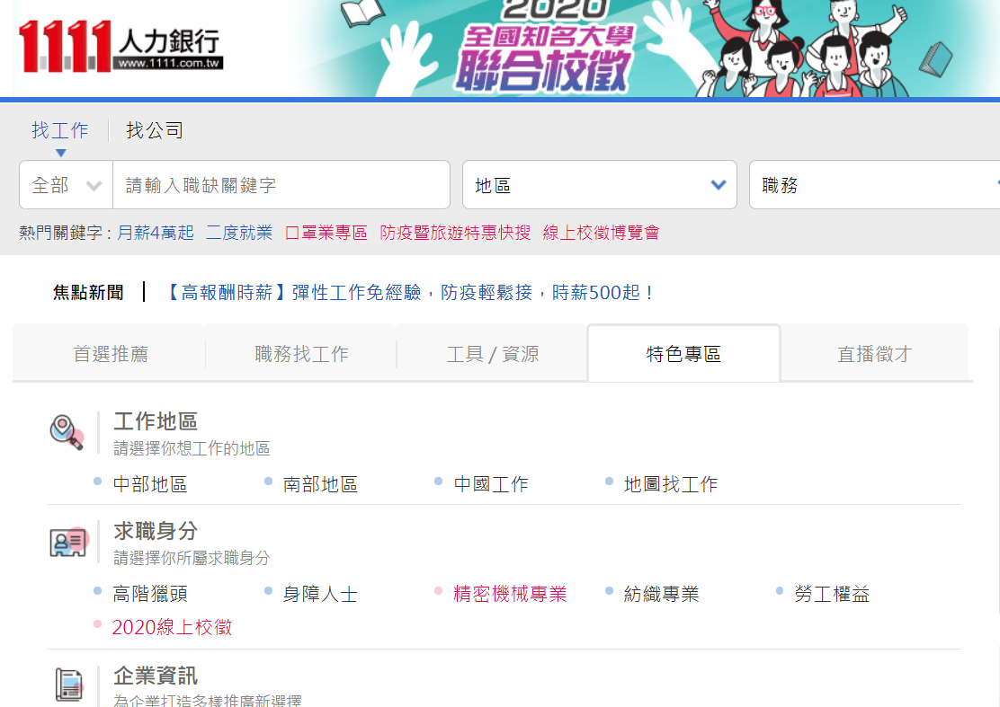 2020
1111 人力銀行
www.1111.com.tw
全國知名大學
聯合校徵
找工作 找公司
全部 請輸入職缺關鍵字 地區 職務
熱門關鍵字 : 月薪4萬起 二度就業 口罩業專區 防疫暨旅遊特惠快搜 線上校徵博覽會
焦點新聞 【高報酬時薪】彈性工作免經驗，防疫輕鬆接，時薪500起！
首選推薦 職務找工作 工具 / 資源 特色專區 直播徵才
工作地區
請選擇你想工作的地區
中部地區 南部地區 中國工作 地圖找工作
求職身分
請選擇你所屬求職身分
高階獵頭 身障人士 精密機械專業 紡織專業 勞工權益
2020線上校徵
企業資訊
為企業打造多樣推廣新選擇